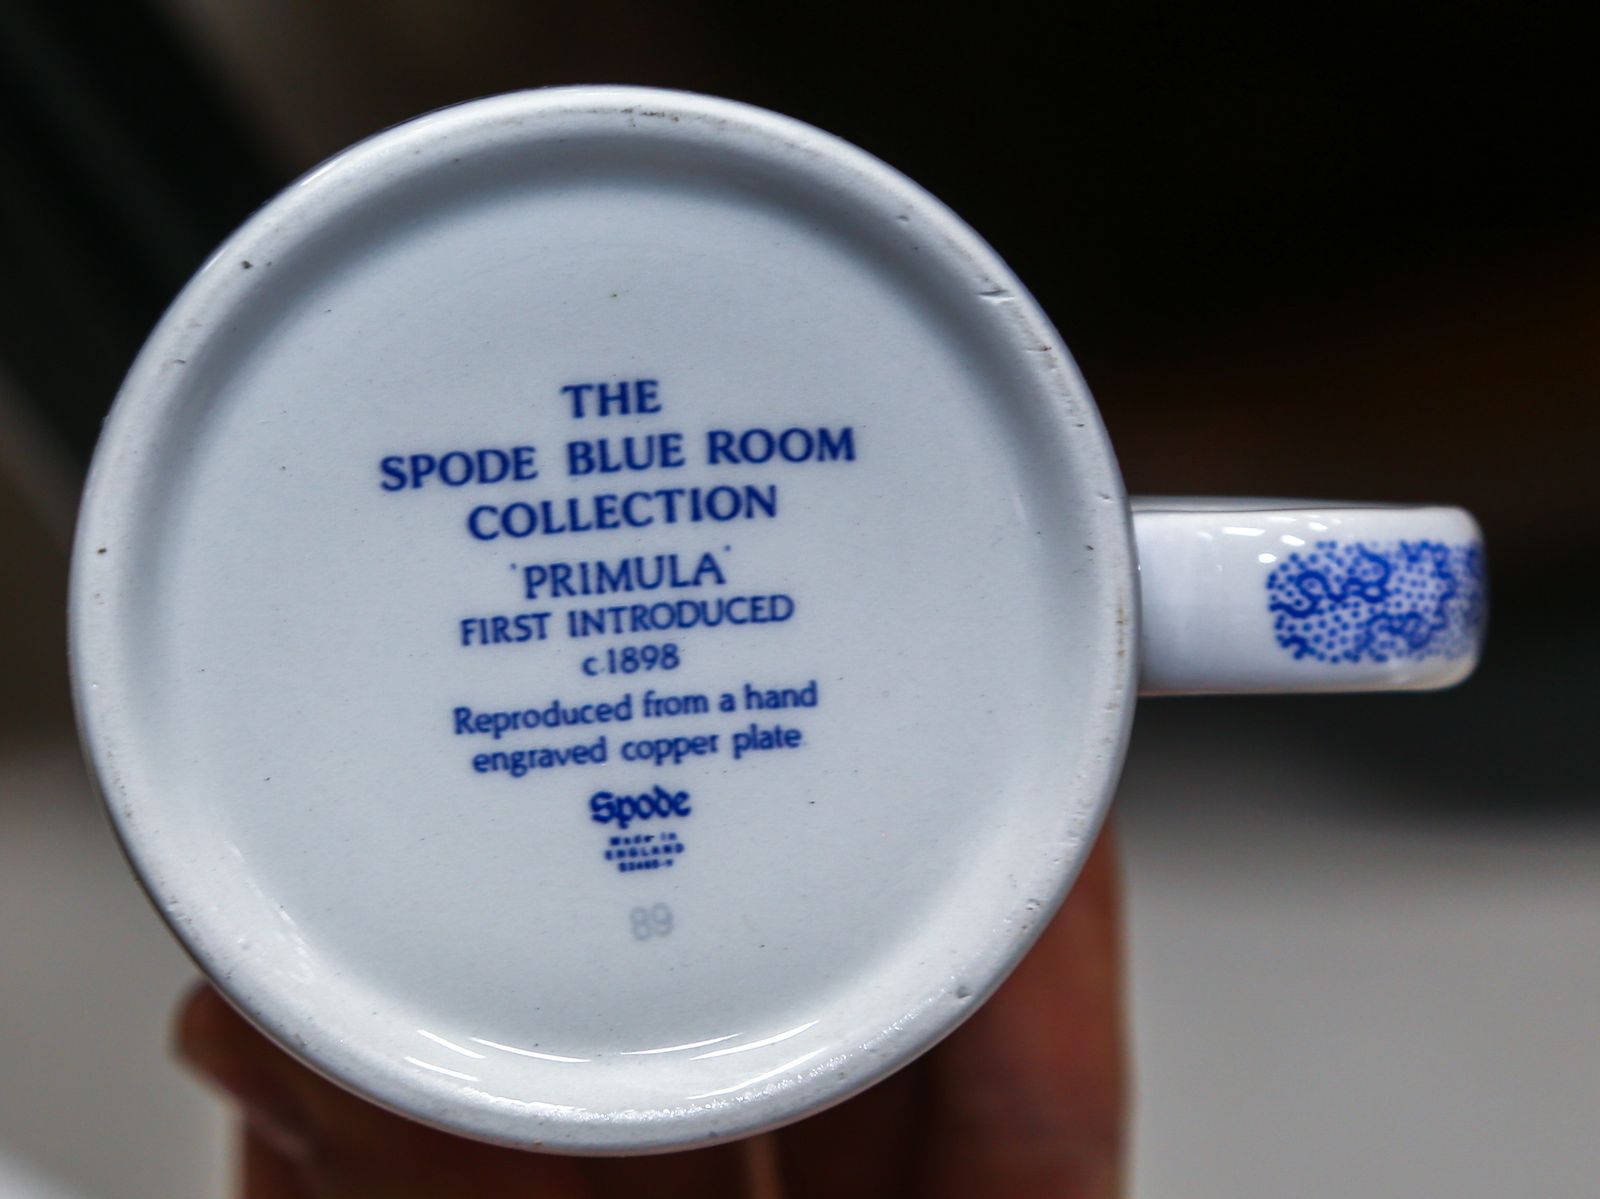 THE
SPODE BLUE ROOM
COLLECTION
'PRIMULA'
FIRST INTRODUCED
c.1898
Reproduced from a hand
engraved copper plate
Spode
Made in
ENGLAND
89